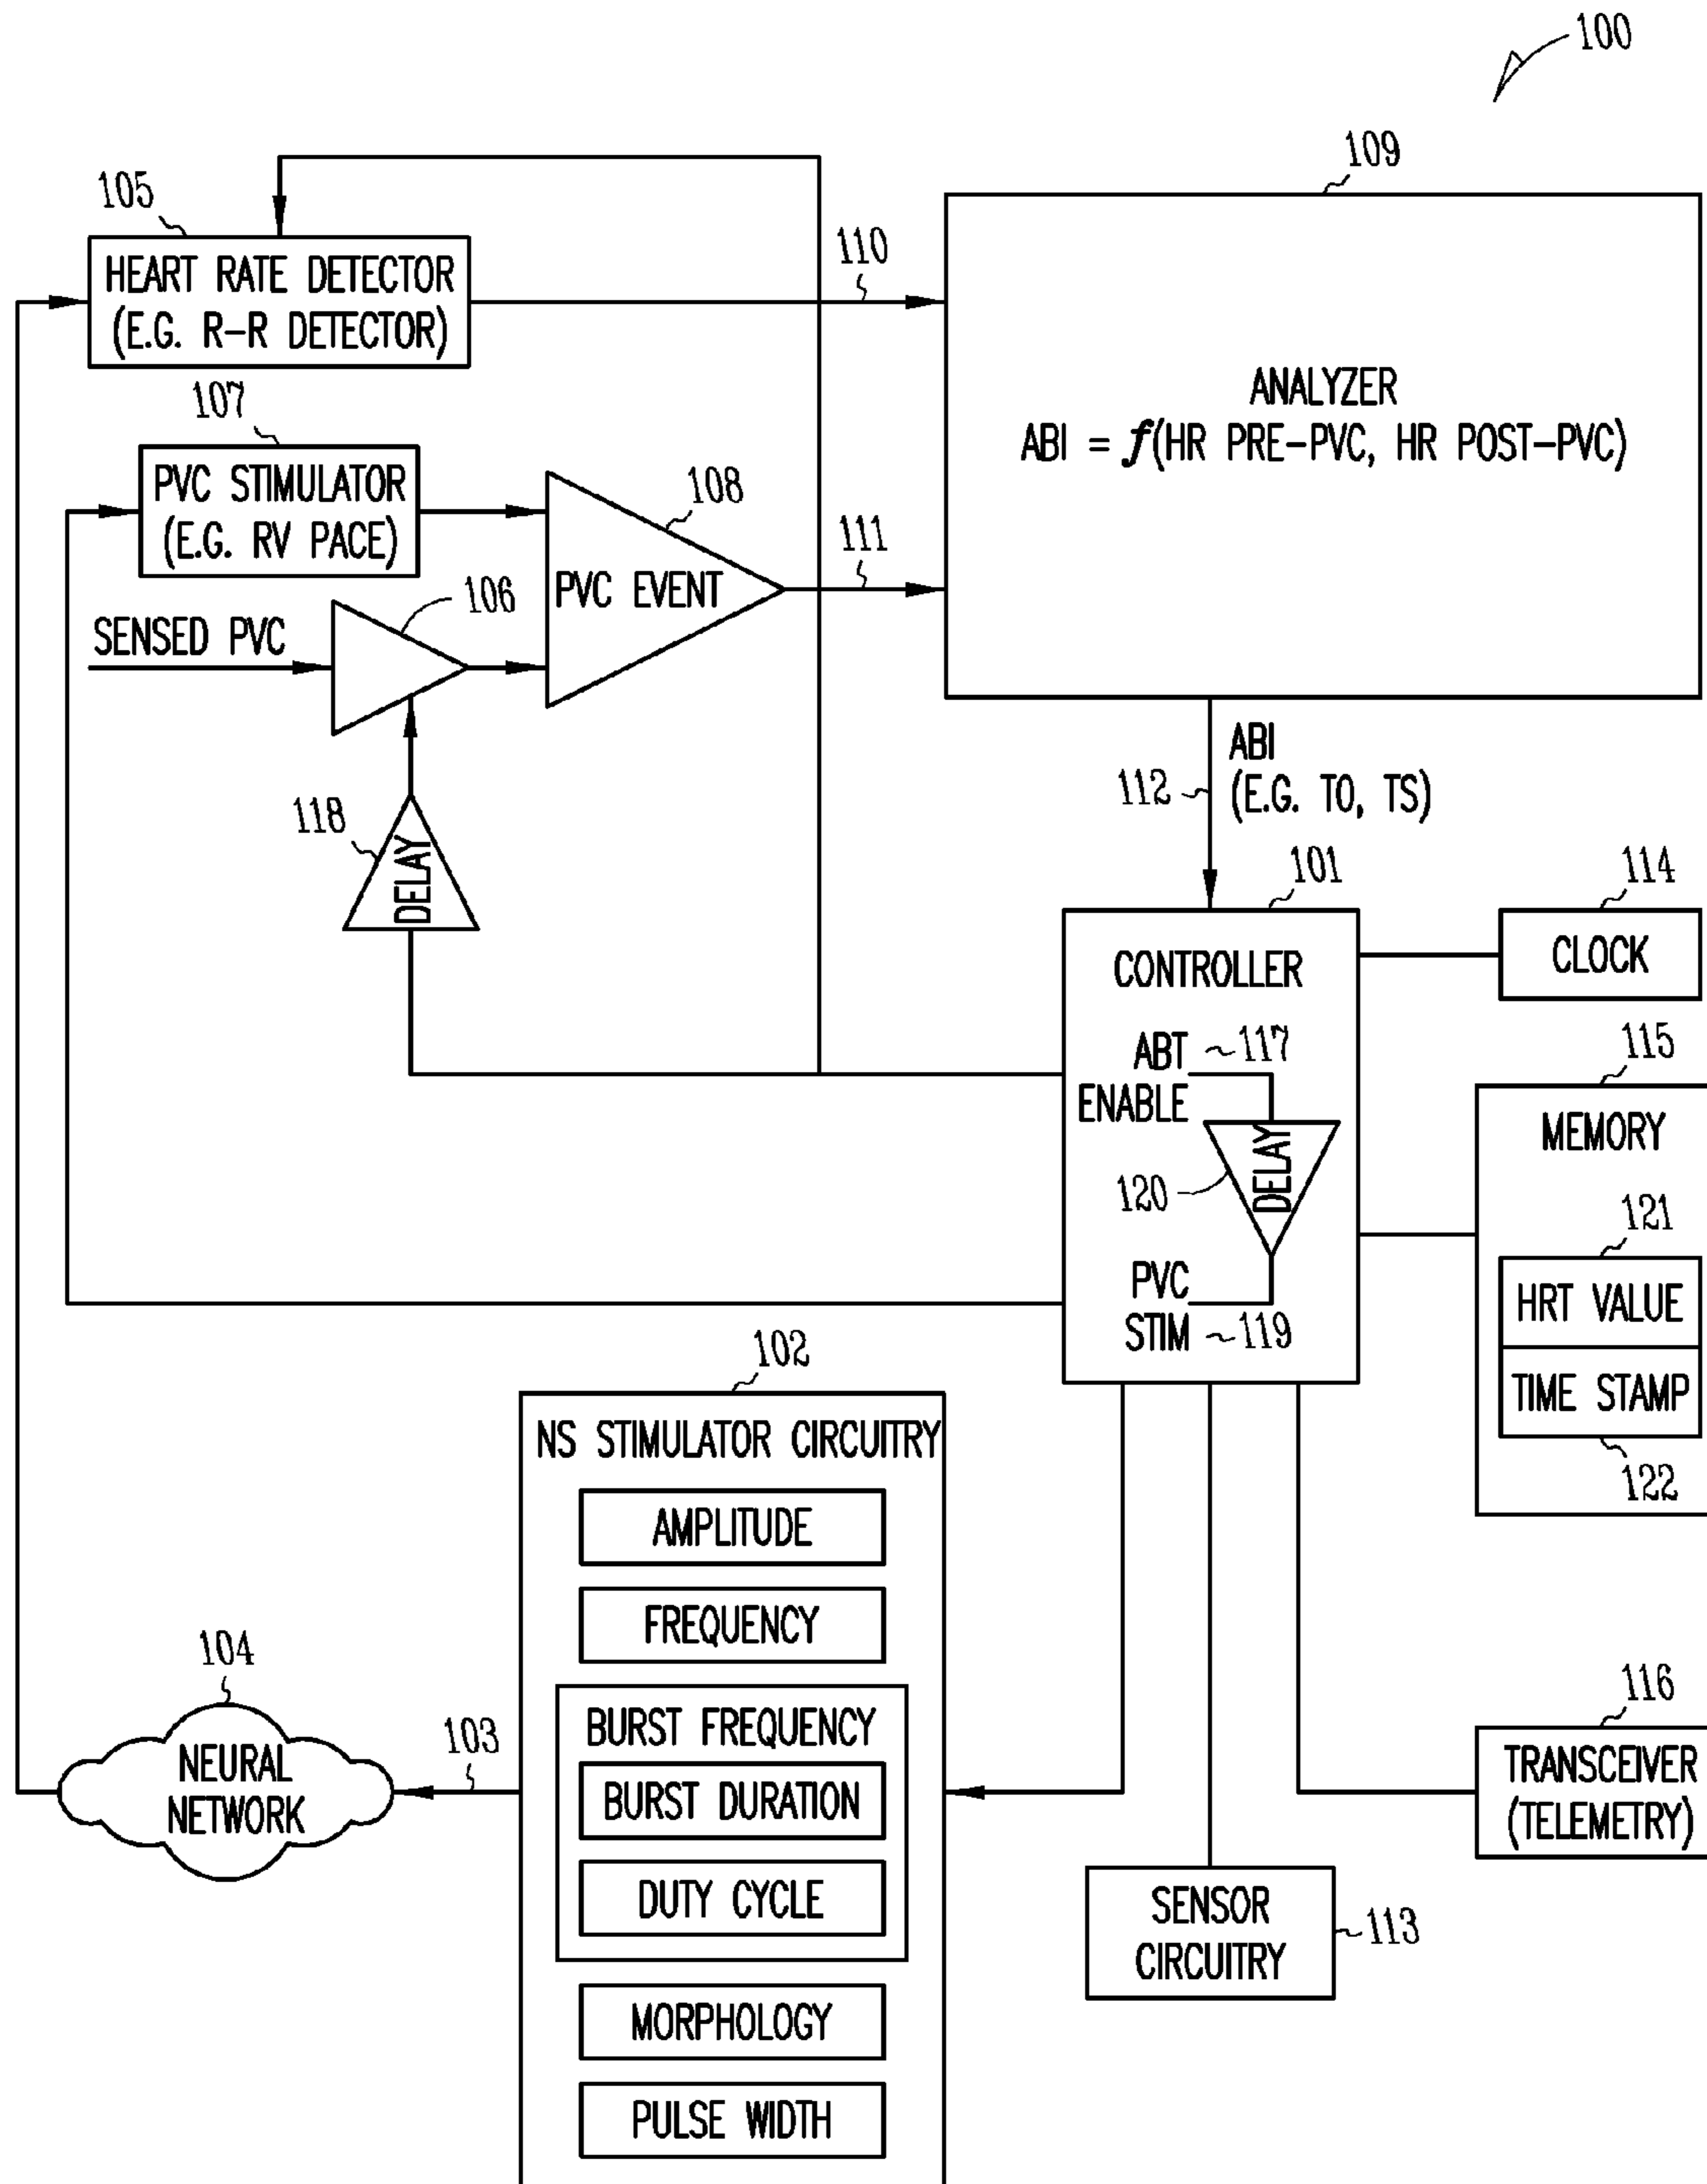 100
109
105
HEART RATE DETECTOR
(E.G. R-R DETECTOR)
110
107
PVC STIMULATOR
(E.G. RV PACE)
108
PVC EVENT
111
106
SENSED PVC
ANALYZER
ABI = f(HR PRE-PVC, HR POST-PVC)
118
DELAY
112
ABI
(E.G. TO, TS)
101
CONTROLLER
ABT
ENABLE
117
120
DELAY
PVC
STIM
119
114
CLOCK
115
MEMORY
121
HRT VALUE
TIME STAMP
122
102
NS STIMULATOR CIRCUITRY
AMPLITUDE
FREQUENCY
BURST FREQUENCY
BURST DURATION
DUTY CYCLE
MORPHOLOGY
PULSE WIDTH
104
NEURAL
NETWORK
103
116
TRANSCEIVER
(TELEMETRY)
SENSOR
CIRCUITRY
113